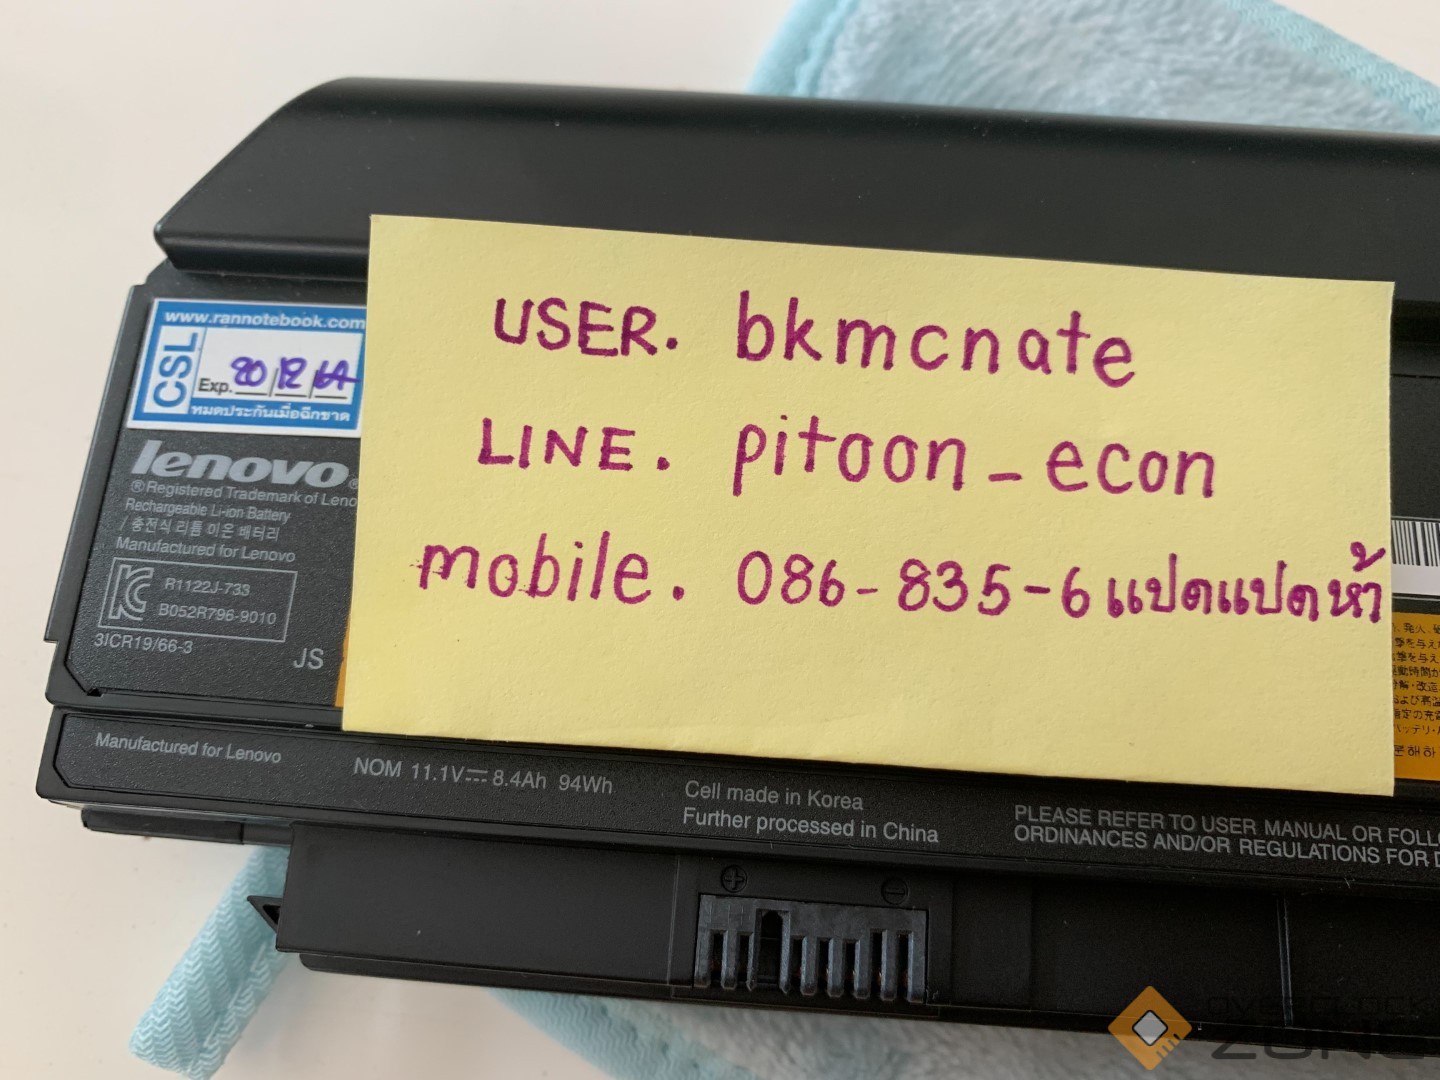 www.rannotebook.com
CSL
Exp. 20/12/64
หมดประกันเมื่อฉีกขาด
lenovo®
®Registered Trademark of Leno
Rechargeable Li-ion Battery
/ 충전식 리튬 이온 배터리
Manufactured for Lenovo
R1122J-733
B052R796-9010
3ICR19/66-3
JS
USER. bkmcnate
LINE. pitoon_econ
mobile. 086-835-6แปดแปดห้า
Manufactured for Lenovo
NOM 11.1V 8.4Ah 94Wh
Cell made in Korea
Further processed in China
PLEASE REFER TO USER MANUAL OR FOLL
ORDINANCES AND/OR REGULATIONS FOR D
OVERCLOCK
ZONE